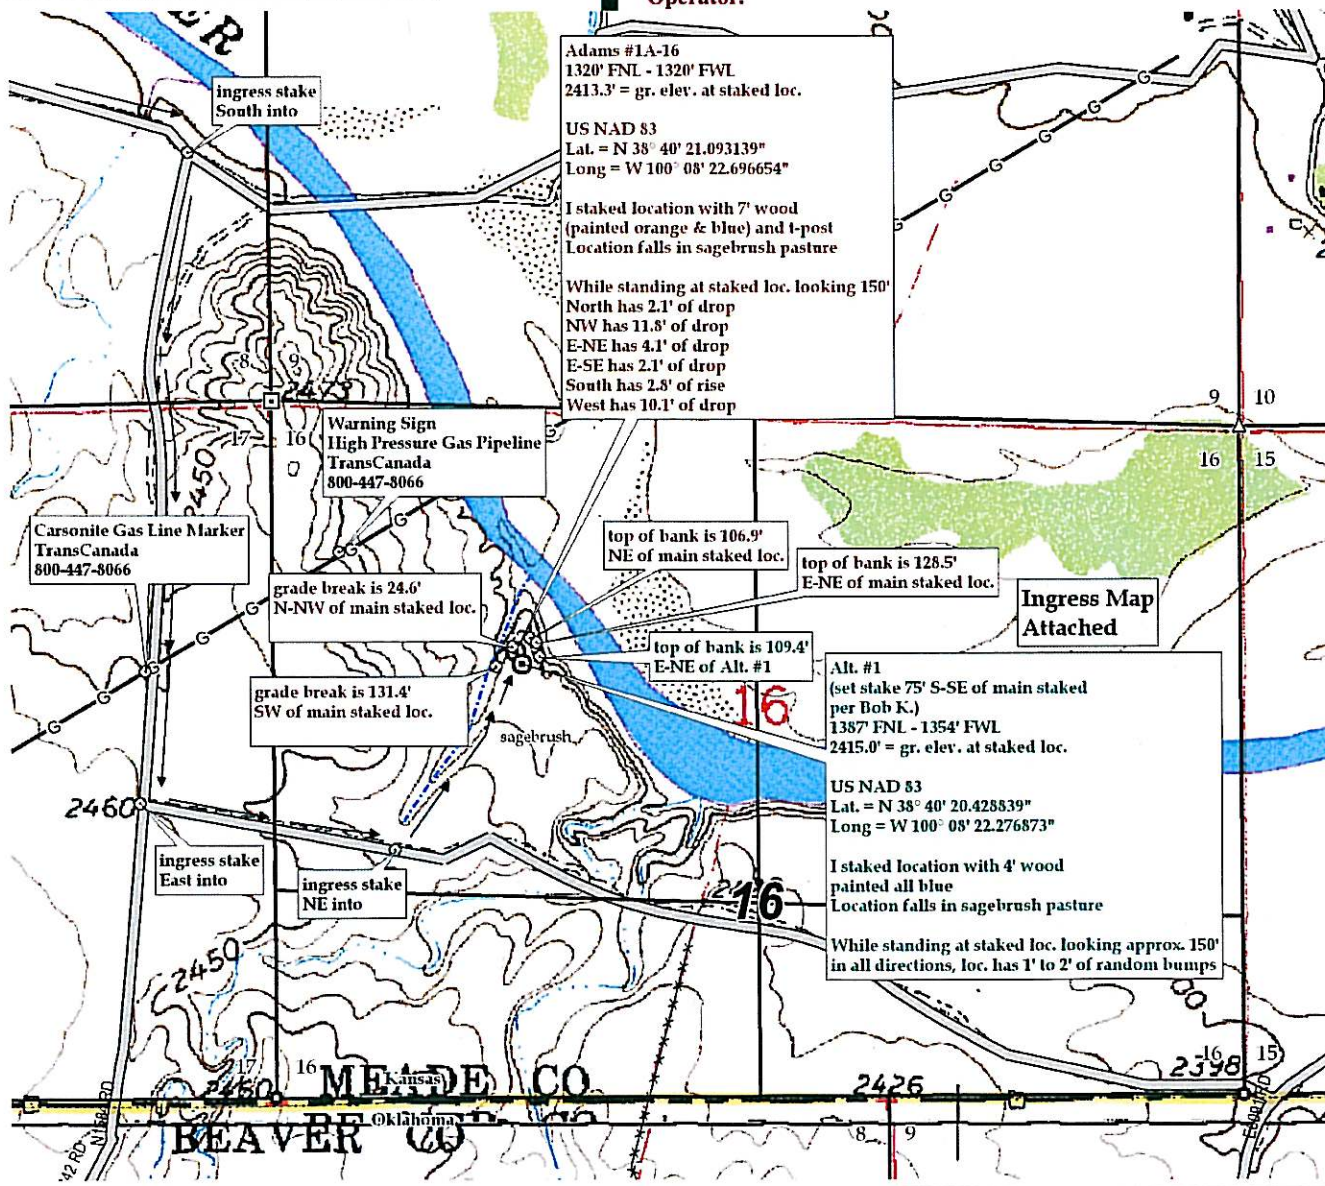 Operator:
ER
ingress stake
South into
Adams #1A-16
1320' FNL - 1320' FWL
2413.3' = gr. elev. at staked loc.
US NAD 83
Lat. = N 38° 40' 21.093139"
Long = W 100° 08' 22.696654"
I staked location with 7' wood
(painted orange & blue) and t-post
Location falls in sagebrush pasture
While standing at staked loc. looking 150'
North has 2.1' of drop
NW has 11.8' of drop
E-NE has 4.1' of drop
E-SE has 2.1' of drop
South has 2.8' of rise
West has 10.1' of drop
G
G
G
G
G
G
8
9
9
10
17
16
16
15
2450
Warning Sign
High Pressure Gas Pipeline
TransCanada
800-447-8066
G
G
G
G
G
G
G
Carsonite Gas Line Marker
TransCanada
800-447-8066
top of bank is 106.9'
NE of main staked loc.
top of bank is 128.5'
E-NE of main staked loc.
grade break is 24.6'
N-NW of main staked loc.
Ingress Map
Attached
top of bank is 109.4'
E-NE of Alt. #1
grade break is 131.4'
SW of main staked loc.
sagebrush
16
Alt. #1
(set stake 75' S-SE of main staked
per Bob K.)
1387' FNL - 1354' FWL
2415.0' = gr. elev. at staked loc.
US NAD 83
Lat. = N 38° 40' 20.428839"
Long = W 100° 08' 22.276873"
I staked location with 4' wood
painted all blue
Location falls in sagebrush pasture
While standing at staked loc. looking approx. 150'
in all directions, loc. has 1' to 2' of random bumps
2460
ingress stake
East into
ingress stake
NE into
16
2450
17
16
16
15
2460
MEADE CO
Kansas
2426
2398
Oklahoma
BEAVER CO
8
9
42 RD